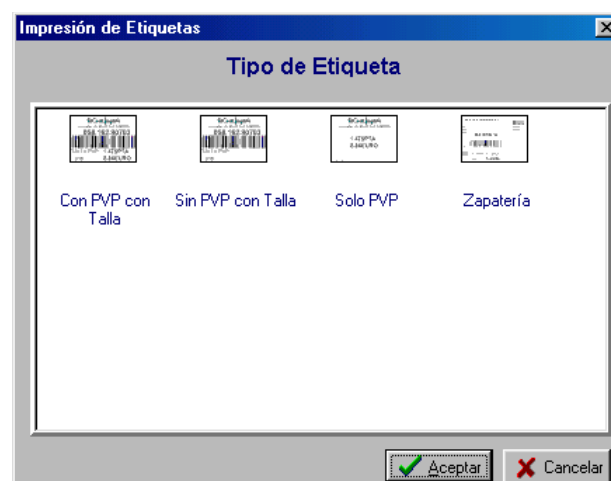 Impresión de Etiquetas
Tipo de Etiqueta
Con PVP con
Talla
Sin PVP con Talla
Solo PVP
Zapatería
Aceptar
Cancelar